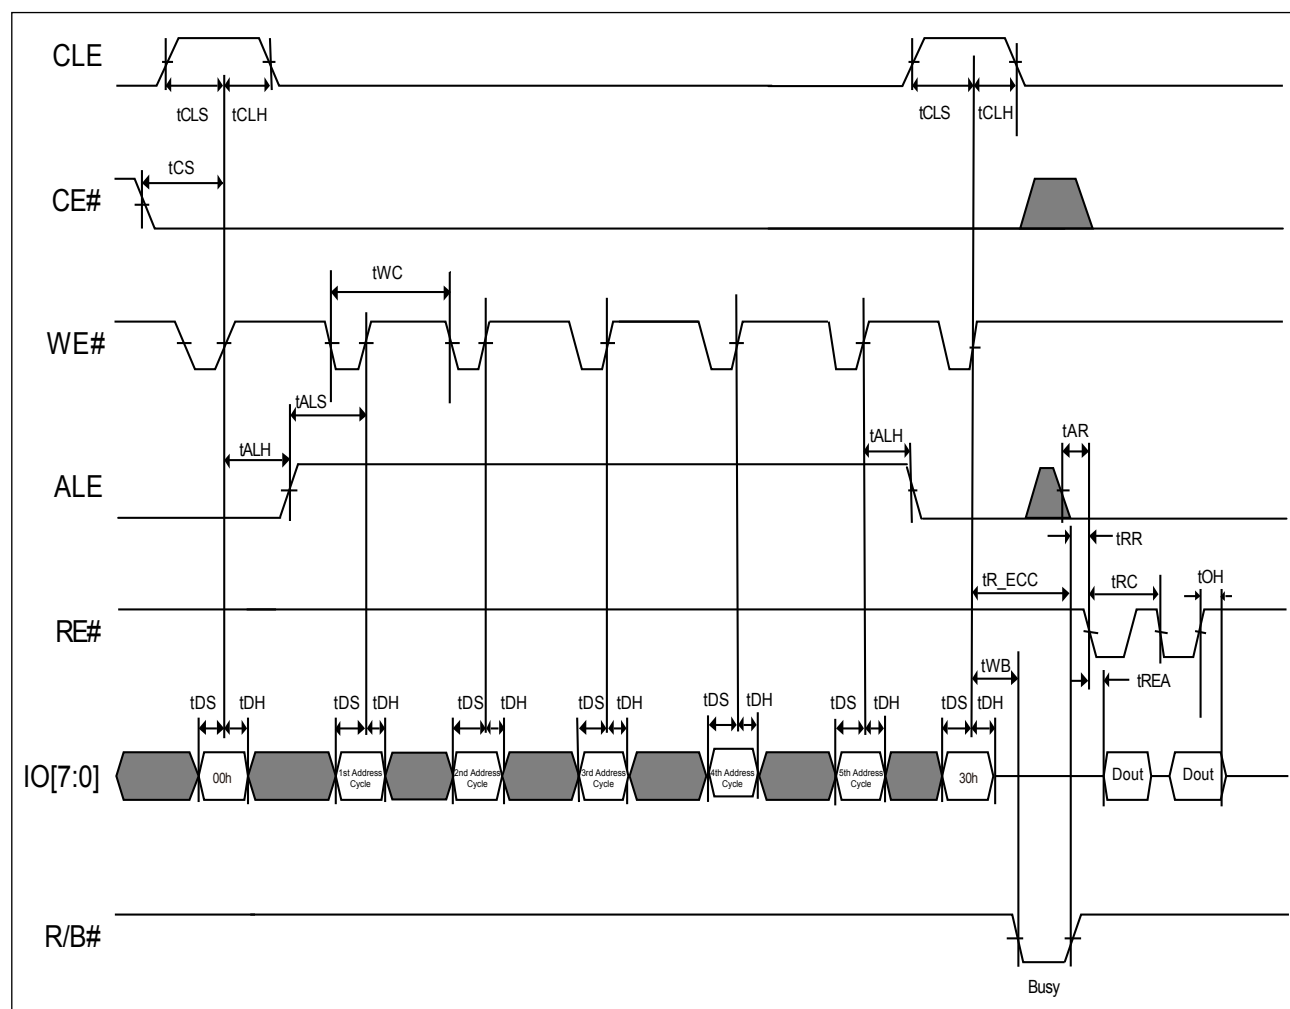 CLE
tCLS tCLH
tCLS tCLH
tCS
CE#
tWC
WE#
tALS
tALH
tALH
tAR
ALE
tRR
tR_ECC
tRC
tOH
RE#
tWB
tREA
tDS tDH
tDS tDH
tDS tDH
tDS tDH
tDS tDH
tDS tDH
tDS tDH
IO[7:0]
00h
1st Address
Cycle
2nd Address
Cycle
3rd Address
Cycle
4th Address
Cycle
5th Address
Cycle
30h
Dout
Dout
R/B#
Busy